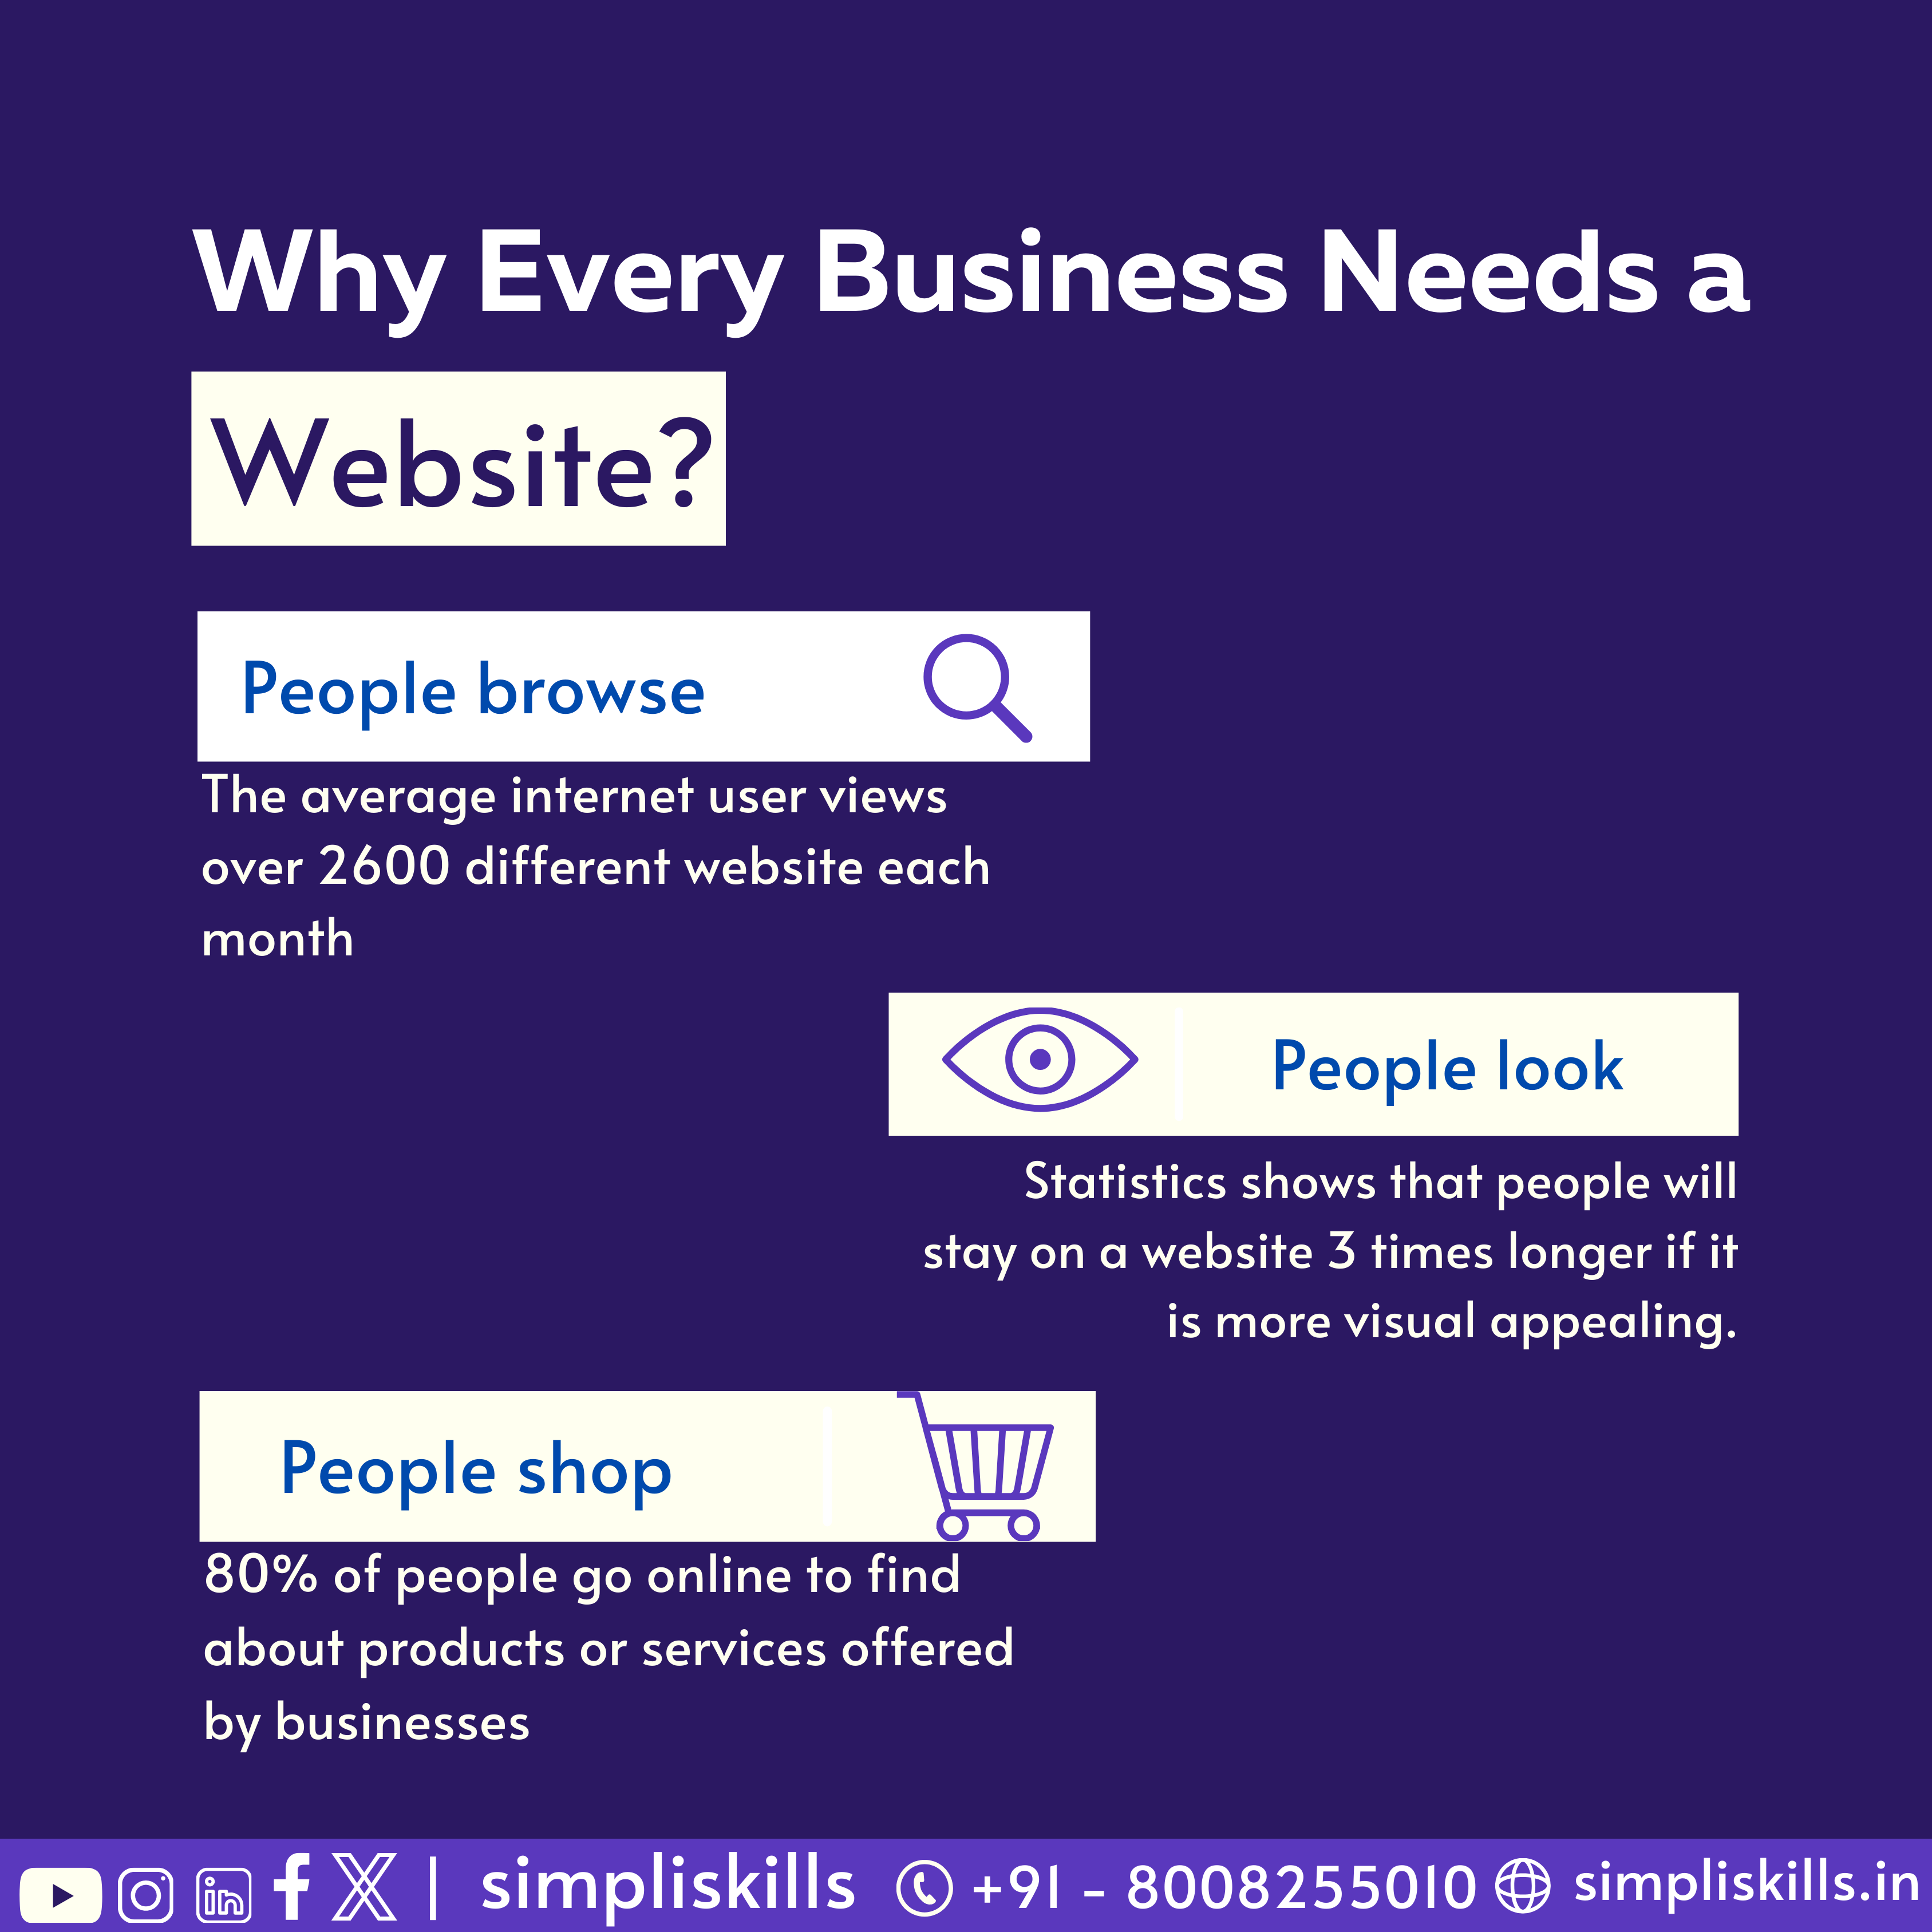 Why Every Business Needs a
Website?
People browse
The average internet user views
over 2600 different website each
month
People look
Statistics shows that people will
stay on a website 3 times longer if it
is more visual appealing.
People shop
80% of people go online to find
about products or services offered
by businesses
in f X | simpliskills +91 - 8008255010 simpliskills.in